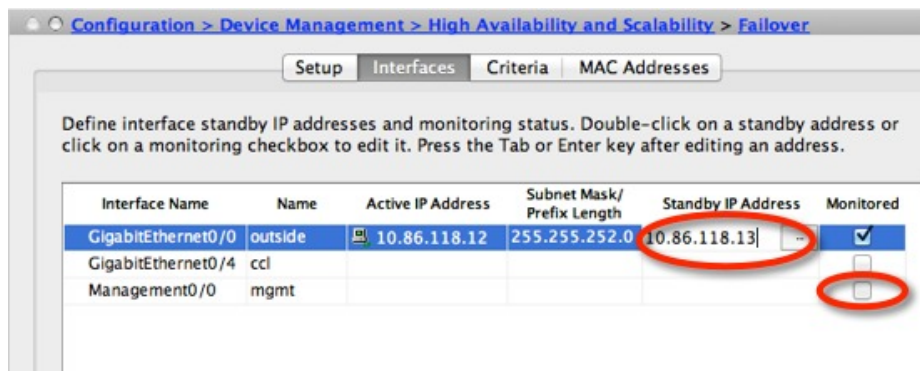 Configuration > Device Management > High Availability and Scalability > Failover
Setup Interfaces Criteria MAC Addresses
Define interface standby IP addresses and monitoring status. Double-click on a standby address or
click on a monitoring checkbox to edit it. Press the Tab or Enter key after editing an address.
Interface Name Name Active IP Address Subnet Mask/ Prefix Length Standby IP Address Monitored
GigabitEthernet0/0 outside 10.86.118.12 255.255.252.0 10.86.118.13 ..
GigabitEthernet0/4 ccl
Management0/0 mgmt